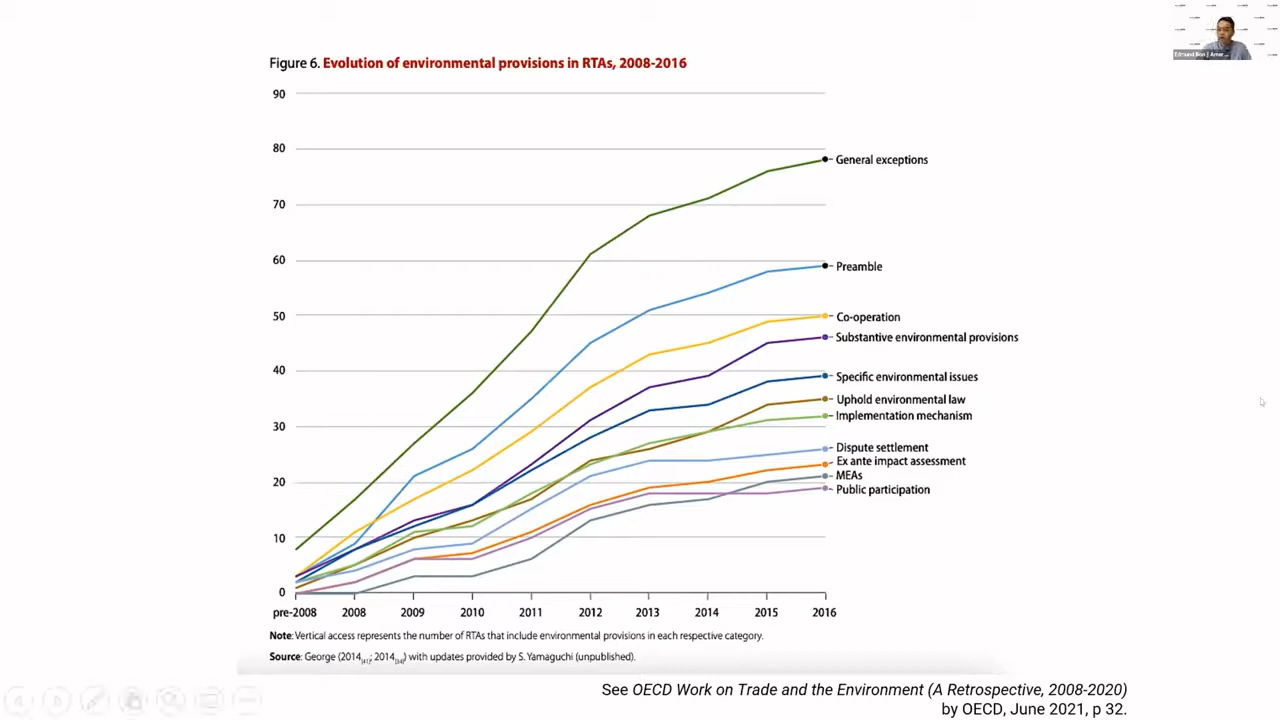 Edmund Bon | Amer ...
Figure 6. Evolution of environmental provisions in RTAs, 2008-2016
90
80
70
60
50
40
30
20
10
0
General exceptions
Preamble
Co-operation
Substantive environmental provisions
Specific environmental issues
Uphold environmental law
Implementation mechanism
Dispute settlement
Ex ante impact assessment
MEAs
Public participation
pre-2008 2008 2009 2010 2011 2012 2013 2014 2015 2016
Note: Vertical access represents the number of RTAs that include environmental provisions in each respective category.
Source: George (2014[41]; 2014[34]) with updates provided by S. Yamaguchi (unpublished).
See OECD Work on Trade and the Environment (A Retrospective, 2008-2020)
by OECD, June 2021, p 32.